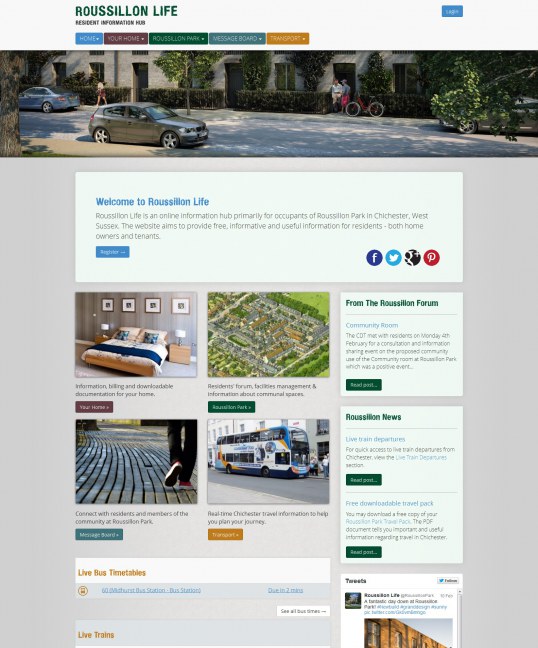 ROUSSILLON LIFE
RESIDENT INFORMATION HUB
Login
HOME
YOUR HOME
ROUSSILLON PARK
MESSAGE BOARD
TRANSPORT
Welcome to Roussillon Life
Roussillon Life is an online information hub primarily for occupants of Roussillon Park in Chichester, West
Sussex. The website aims to provide free, informative and useful information for residents - both home
owners and tenants.
Register →
Information, billing and downloadable
documentation for your home.
Your Home »
Residents' forum, facilities management &
information about communal spaces.
Roussillon Park »
Connect with residents and members of the
community at Roussillon Park.
Message Board »
Real-time Chichester travel information to help
you plan your journey.
Transport »
Live Bus Timetables
60 (Midhurst Bus Station - Bus Station)
Due to 2 mins
See all bus times →
Live Trains
From The Roussillon Forum
Community Room
The CDT met with residents on Monday 4th
February for a consultation and information
sharing event on the proposed community
use of the Community room at Roussillon Park
which was a positive event...
Read post...
Roussillon News
Live train departures
For quick access to live train departures from
Chichester, view the Live Train Departures
section.
Read post...
Free downloadable travel pack
You may download a free copy of your
Roussillon Park Travel Pack. The PDF
document tells you important and useful
information regarding travel in Chichester.
Read post...
Tweets
Follow
Roussillon Life @RoussillonPark
A fantastic day down at Roussillon
Park! #Newbuild #granddesign #sunny